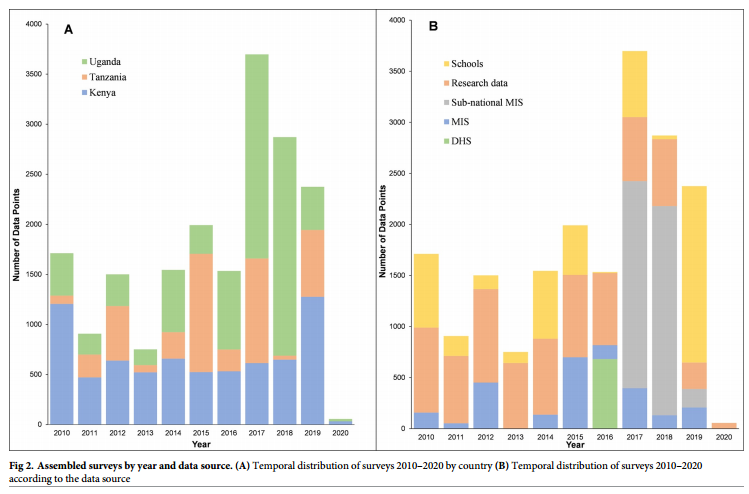 A
4000
3500
3000
2500
2000
1500
1000
500
0
Number of Data Points
Uganda
Tanzania
Kenya
2010 2011 2012 2013 2014 2015 2016 2017 2018 2019 2020
Year
B
4000
3500
3000
2500
2000
1500
1000
500
0
Number of Data Points
Schools
Research data
Sub-national MIS
MIS
DHS
2010 2011 2012 2013 2014 2015 2016 2017 2018 2019 2020
Year
Fig 2. Assembled surveys by year and data source. (A) Temporal distribution of surveys 2010–2020 by country (B) Temporal distribution of surveys 2010–2020
according to the data source